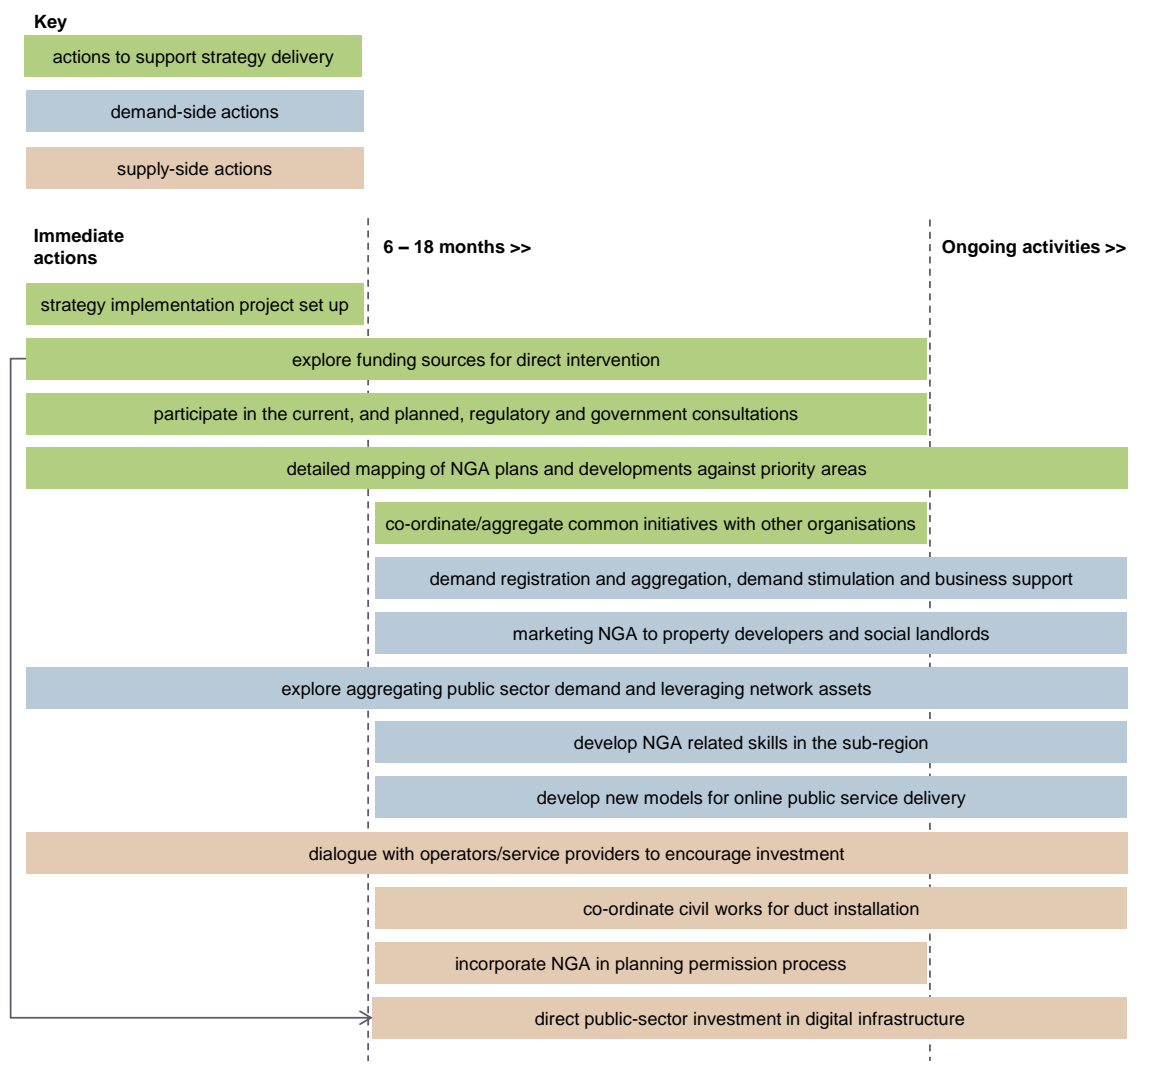 Key
actions to support strategy delivery
demand-side actions
supply-side actions
Immediate
actions
6 – 18 months >>
Ongoing activities >>
strategy implementation project set up
explore funding sources for direct intervention
participate in the current, and planned, regulatory and government consultations
detailed mapping of NGA plans and developments against priority areas
co-ordinate/aggregate common initiatives with other organisations
demand registration and aggregation, demand stimulation and business support
marketing NGA to property developers and social landlords
explore aggregating public sector demand and leveraging network assets
develop NGA related skills in the sub-region
develop new models for online public service delivery
dialogue with operators/service providers to encourage investment
co-ordinate civil works for duct installation
incorporate NGA in planning permission process
direct public-sector investment in digital infrastructure